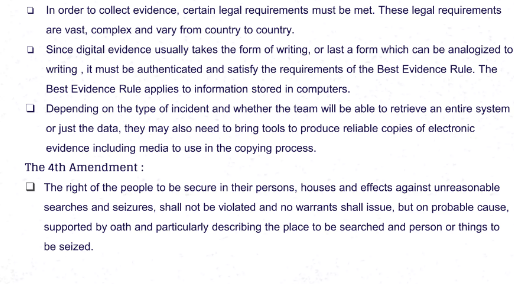 ❑ In order to collect evidence, certain legal requirements must be met. These legal requirements
are vast, complex and vary from country to country.
❑ Since digital evidence usually takes the form of writing, or last a form which can be analogized to
writing , it must be authenticated and satisfy the requirements of the Best Evidence Rule. The
Best Evidence Rule applies to information stored in computers.
❑ Depending on the type of incident and whether the team will be able to retrieve an entire system
or just the data, they may also need to bring tools to produce reliable copies of electronic
evidence including media to use in the copying process.
The 4th Amendment :
❑ The right of the people to be secure in their persons, houses and effects against unreasonable
searches and seizures, shall not be violated and no warrants shall issue, but on probable cause,
supported by oath and particularly describing the place to be searched and person or things to
be seized.